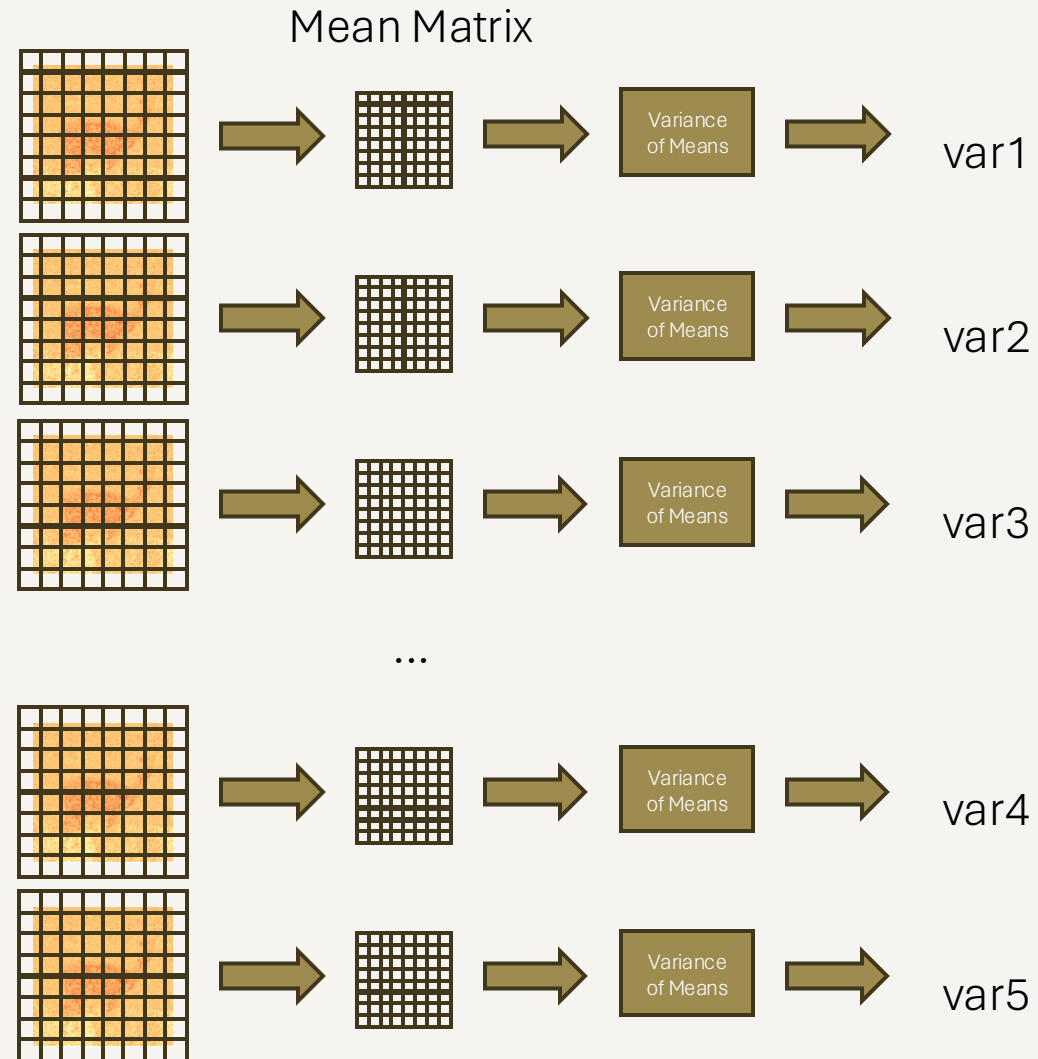 Mean Matrix
Variance
of Means
var1
Variance
of Means
var2
Variance
of Means
var3
...
Variance
of Means
var4
Variance
of Means
var5